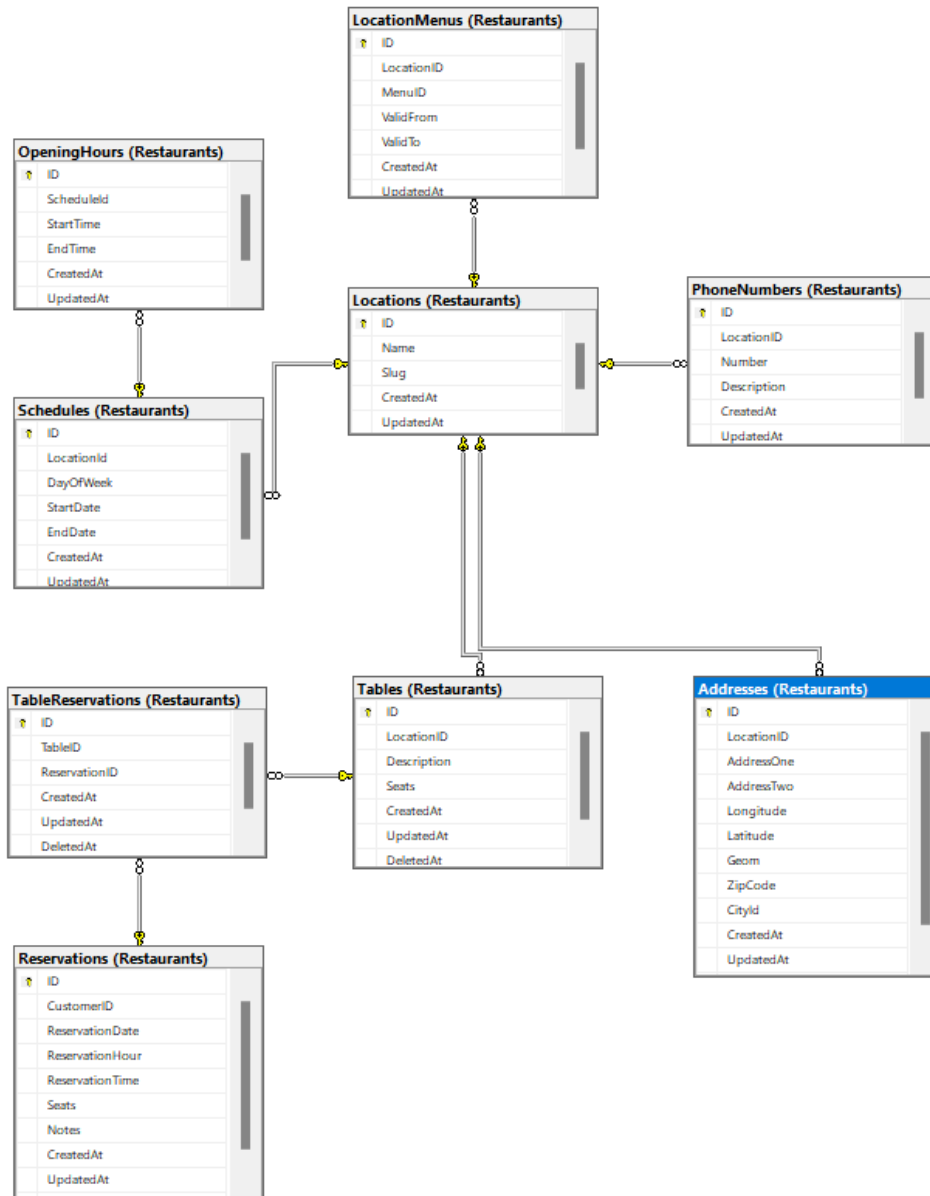 LocationMenus (Restaurants)
ID
LocationID
MenuID
ValidFrom
ValidTo
CreatedAt
UpdatedAt
OpeningHours (Restaurants)
ID
ScheduleId
StartTime
EndTime
CreatedAt
UpdatedAt
Locations (Restaurants)
ID
Name
Slug
CreatedAt
UpdatedAt
PhoneNumbers (Restaurants)
ID
LocationID
Number
Description
CreatedAt
UpdatedAt
Schedules (Restaurants)
ID
LocationId
DayOfWeek
StartDate
EndDate
CreatedAt
UpdatedAt
TableReservations (Restaurants)
ID
TableID
ReservationID
CreatedAt
UpdatedAt
DeletedAt
Tables (Restaurants)
ID
LocationID
Description
Seats
CreatedAt
UpdatedAt
DeletedAt
Addresses (Restaurants)
ID
LocationID
AddressOne
AddressTwo
Longitude
Latitude
Geom
ZipCode
CityId
CreatedAt
UpdatedAt
Reservations (Restaurants)
ID
CustomerID
ReservationDate
ReservationHour
ReservationTime
Seats
Notes
CreatedAt
UpdatedAt